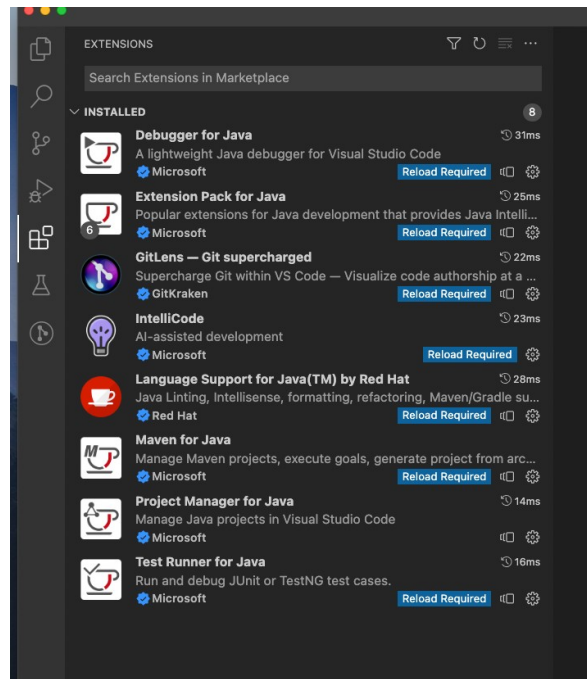 EXTENSIONS
Search Extensions in Marketplace
INSTALLED 8
Debugger for Java 31ms
A lightweight Java debugger for Visual Studio Code
Microsoft Reload Required
Extension Pack for Java 25ms
Popular extensions for Java development that provides Java Intelli...
6 Microsoft Reload Required
GitLens — Git supercharged 22ms
Supercharge Git within VS Code — Visualize code authorship at a ...
GitKraken Reload Required
IntelliCode 23ms
AI-assisted development
Microsoft Reload Required
Language Support for Java(TM) by Red Hat 28ms
Java Linting, Intellisense, formatting, refactoring, Maven/Gradle su...
Red Hat Reload Required
Maven for Java
M
Manage Maven projects, execute goals, generate project from arc...
Microsoft Reload Required
Project Manager for Java 14ms
Manage Java projects in Visual Studio Code
Microsoft
Test Runner for Java 16ms
Run and debug JUnit or TestNG test cases.
Microsoft Reload Required